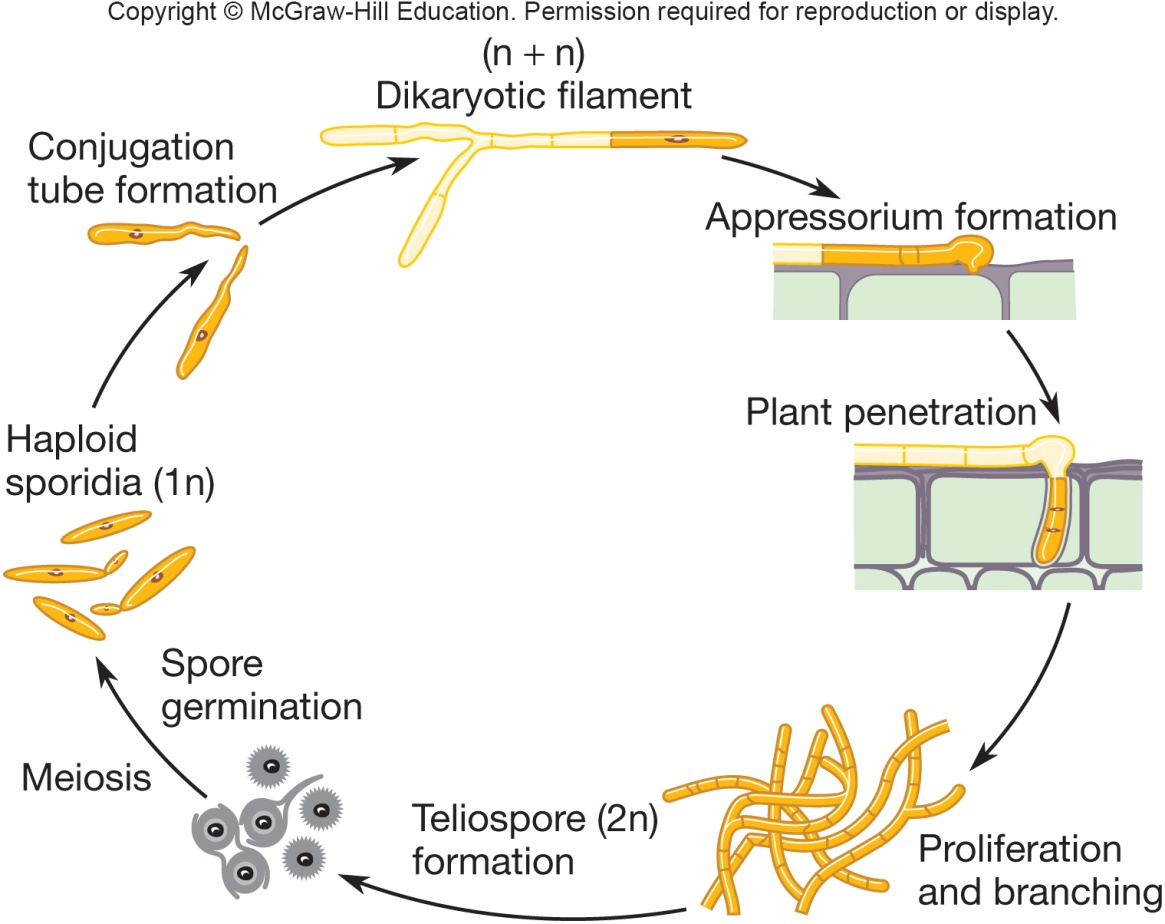 Copyright © McGraw-Hill Education. Permission required for reproduction or display.
(n + n)
Dikaryotic filament
Conjugation
tube formation
Appressorium formation
Plant penetration
Haploid
sporidia (1n)
Spore
germination
Meiosis
Teliospore (2n)
formation
Proliferation
and branching